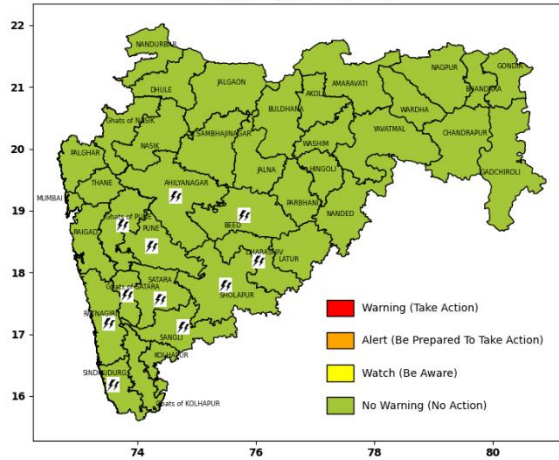 22
21
20
19
18
17
16
74
76
78
80
NANDURBAR
DHULE
JALGAON
AKOLA
AMARAVATI
NAGPUR
GONDIA
BHANDARA
BULDHANA
WARDHA
Ghats of NASIK
SAMBHAJINAGAR
WASHIM
YAVATMAL
CHANDRAPUR
NASIK
PALGHAR
JALNA
HINGOLI
GADCHIROLI
THANE
AHILYANAGAR
MUMBAI
PARBHANI
NANDED
Ghats of PUNE
PUNE
BEED
RAIGAD
DHARASHIV
LATUR
SATARA
Ghats of SATARA
SHOLAPUR
RATNAGIRI
SANGLI
KOLHAPUR
SINDHUDURG
Ghats of KOLHAPUR
Warning (Take Action)
Alert (Be Prepared To Take Action)
Watch (Be Aware)
No Warning (No Action)